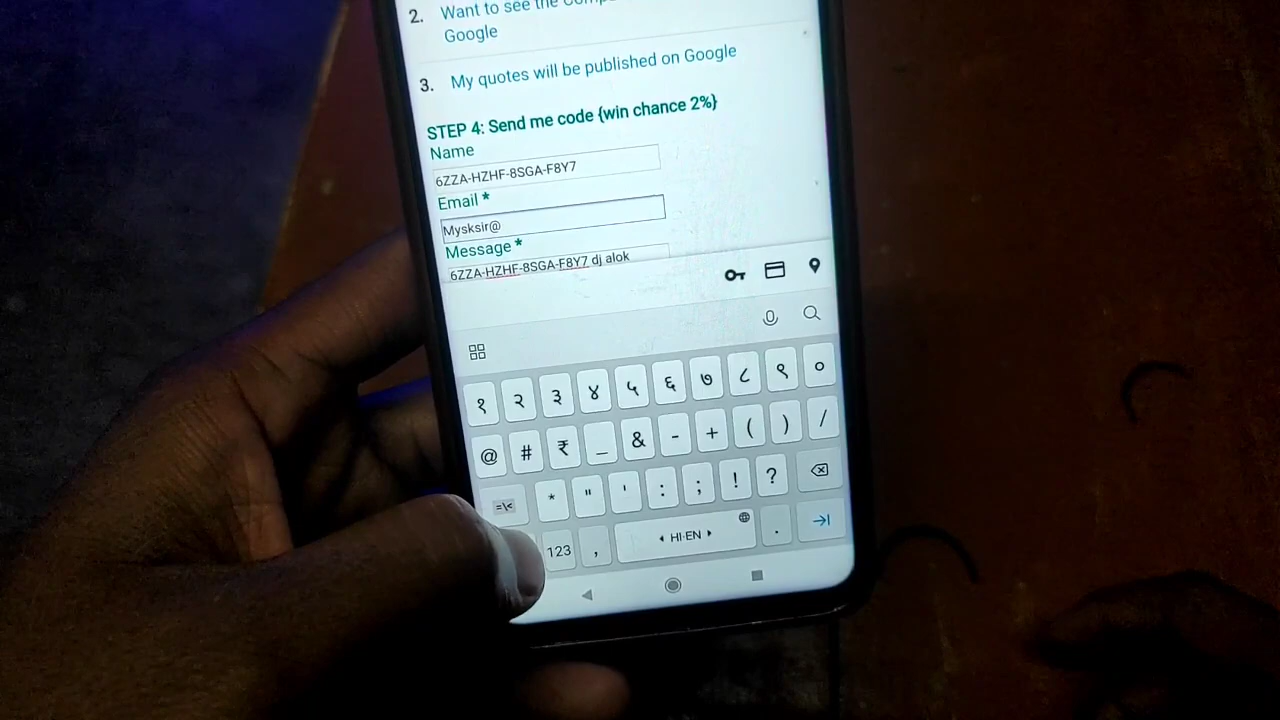 2. Want to see the
Google
3. My quotes will be published on Google
STEP 4: Send me code {win chance 2%}
Name
6ZZA-HZHF-8SGA-F8Y7
Email *
Mysksir@
Message *
6ZZA-HZHF-8SGA-F8Y7 dj alok
१ २ ३ ४ ५ ६ ७ ८ ९ ०
@ # ₹ _ & - + ( ) /
=\< * " ' : ; ! ?
123 , HI-EN .